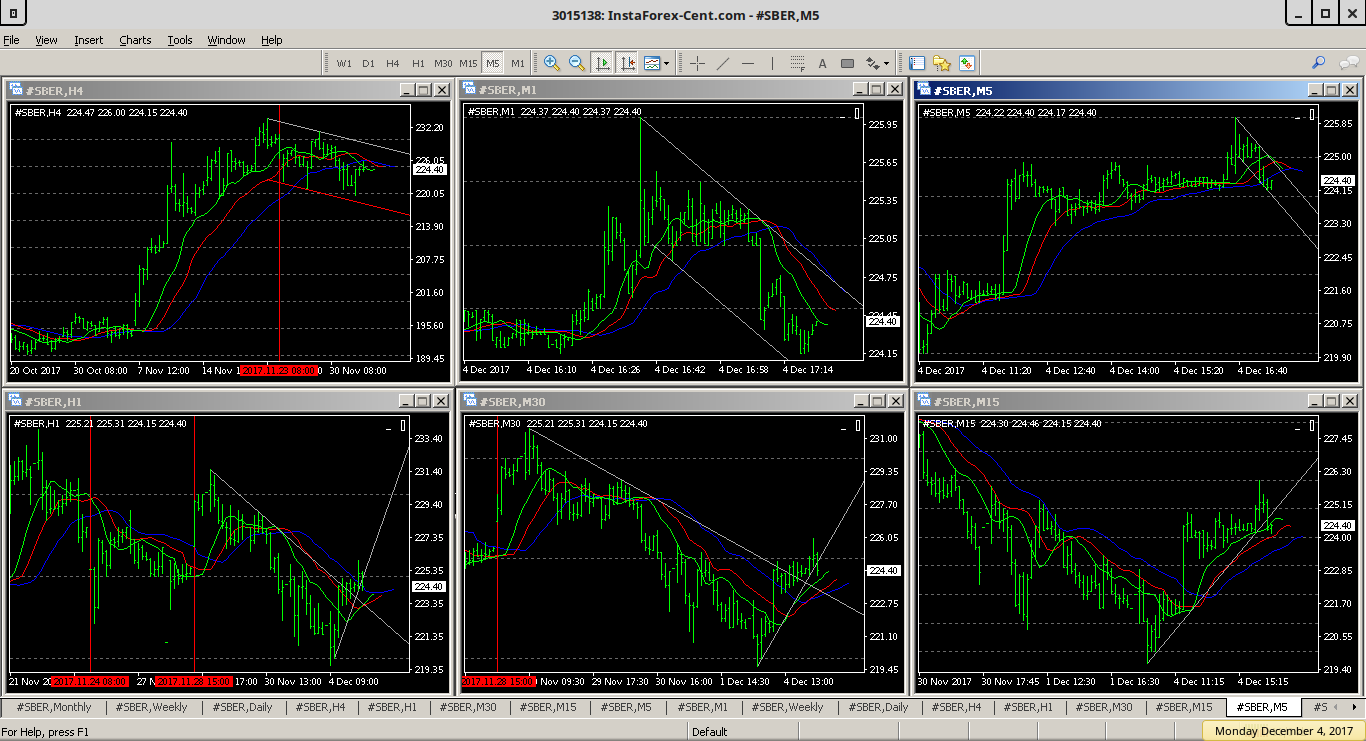 3015138: InstaForex-Cent.com - #SBER,M5
File View Insert Charts Tools Window Help
W1 D1 H4 H1 M30 M15 M5 M1
#SBER,H4
#SBER,H4 224.47 226.00 224.15 224.40
232.20
226.05
224.40
220.05
213.90
207.75
201.60
195.60
189.45
20 Oct 2017 30 Oct 08:00 7 Nov 12:00 14 Nov 1 2017.11.23 08:00 0 30 Nov 08:00
#SBER,M1
#SBER,M1 224.37 224.40 224.37 224.40
225.95
225.65
225.35
225.05
224.75
224.45
224.40
224.15
4 Dec 2017 4 Dec 16:10 4 Dec 16:26 4 Dec 16:42 4 Dec 16:58 4 Dec 17:14
#SBER,M5
#SBER,M5 224.22 224.40 224.17 224.40
225.85
225.00
224.40
224.15
223.30
222.45
221.60
220.75
219.90
4 Dec 2017 4 Dec 11:20 4 Dec 12:40 4 Dec 14:00 4 Dec 15:20 4 Dec 16:40
#SBER,H1
#SBER,H1 225.21 225.31 224.15 224.40
233.40
231.40
229.40
227.35
225.35
224.40
223.35
221.35
219.35
21 Nov 20 2017.11.24 08:00 27 N 2017.11.28 15:00 17:00 30 Nov 13:00 4 Dec 09:00
#SBER,M30
#SBER,M30 225.21 225.31 224.15 224.40
231.00
229.35
227.70
226.05
224.40
222.75
221.10
219.45
2017.11.28 15:00 Nov 09:30 29 Nov 17:30 30 Nov 16:00 1 Dec 14:30 4 Dec 13:00
#SBER,M15
#SBER,M15 224.30 224.46 224.15 224.40
227.45
226.30
225.15
224.40
224.00
222.85
221.70
220.55
219.40
30 Nov 2017 30 Nov 17:45 1 Dec 12:30 1 Dec 16:30 4 Dec 11:15 4 Dec 15:15
#SBER,Monthly #SBER,Weekly #SBER,Daily #SBER,H4 #SBER,H1 #SBER,M30 #SBER,M15 #SBER,M5 #SBER,M1 #SBER,Weekly #SBER,Daily #SBER,H4 #SBER,H1 #SBER,M30 #SBER,M15 #SBER,M5 #S
For Help, press F1 Default Monday December 4, 2017